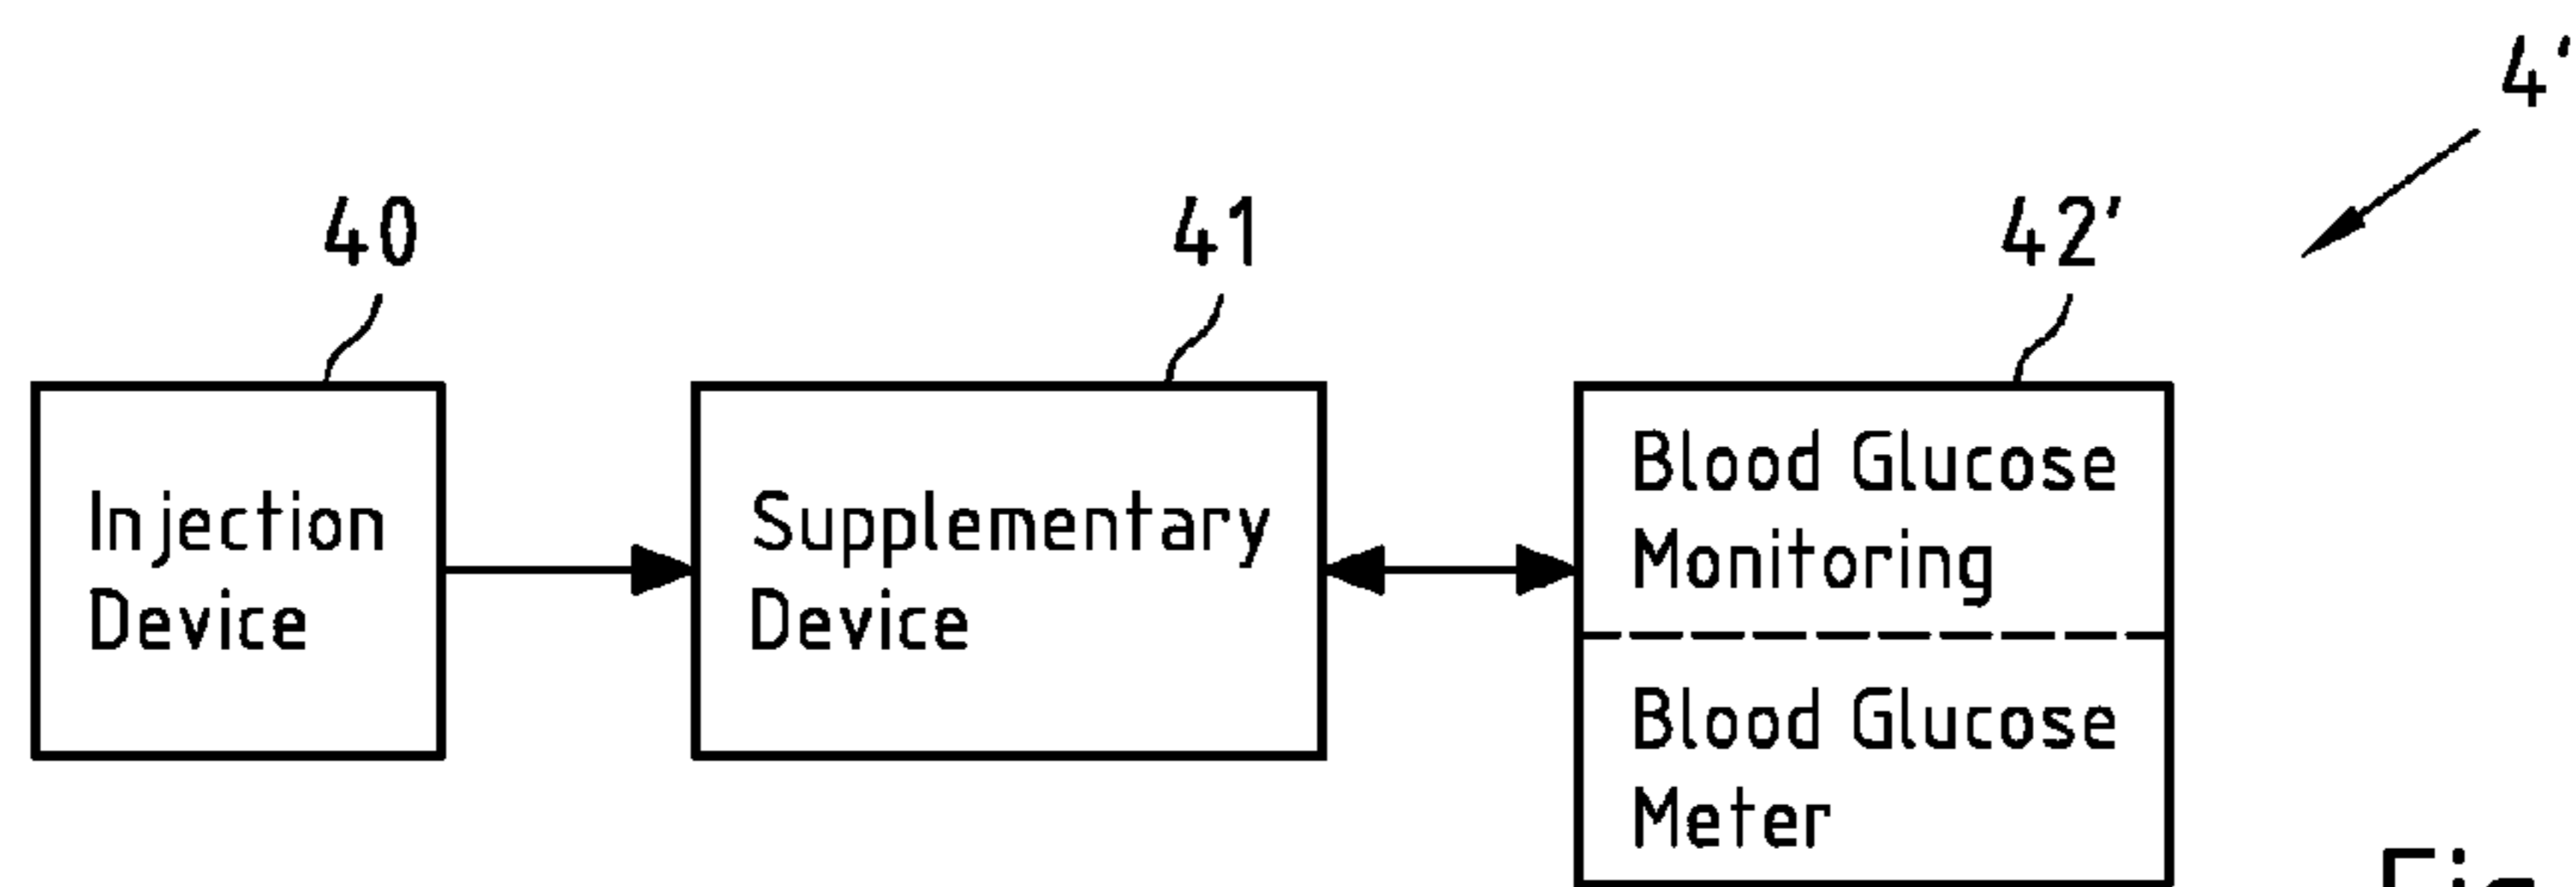 4'
40
41
42'
Injection
Device
Supplementary
Device
Blood Glucose
Monitoring
Blood Glucose
Meter